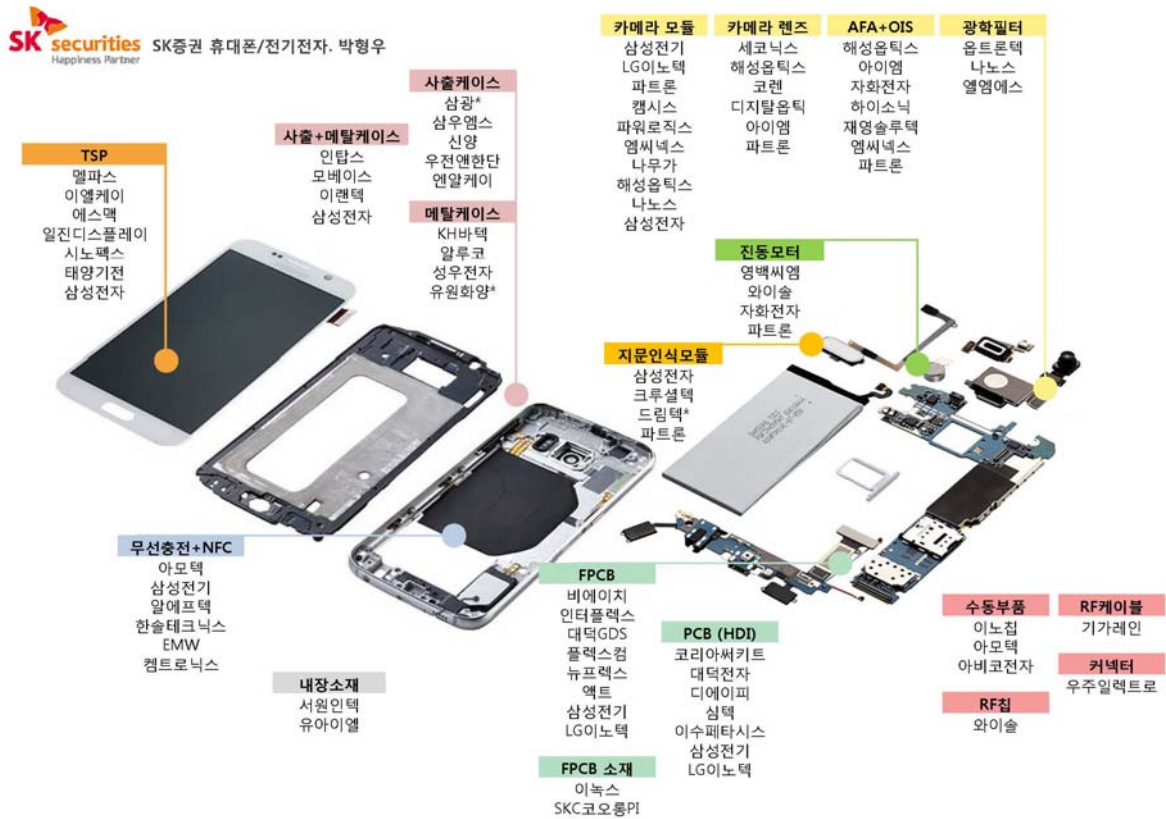 SK securities
Happiness Partner
SK증권 휴대폰/전기전자. 박형우
TSP
멜파스
이엘케이
에스맥
일진디스플레이
시노펙스
태양기전
삼성전자
사출+메탈케이스
인탑스
모베이스
이랜텍
삼성전자
사출케이스
삼광*
삼우엠스
신양
우전앤한단
엔알케이
메탈케이스
KH바텍
알루코
성우전자
유원화양*
카메라 모듈
삼성전기
LG이노텍
파트론
캠시스
파워로직스
엠씨넥스
나무가
해성옵틱스
나노스
삼성전자
카메라 렌즈
세코닉스
해성옵틱스
코렌
디지탈옵틱
아이엠
파트론
AFA+OIS
해성옵틱스
아이엠
자화전자
하이소닉
재영솔루텍
엠씨넥스
파트론
광학필터
옵트론텍
나노스
엘엠에스
진동모터
영백씨엠
와이솔
자화전자
파트론
지문인식모듈
삼성전자
크루셜텍
드림텍*
파트론
무선충전+NFC
아모텍
삼성전기
알에프텍
한솔테크닉스
EMW
켐트로닉스
내장소재
서원인텍
유아이엘
FPCB
비에이치
인터플렉스
대덕GDS
플렉스컴
뉴프렉스
액트
삼성전기
LG이노텍
FPCB 소재
이녹스
SKC코오롱PI
PCB (HDI)
코리아써키트
대덕전자
디에이피
심텍
이수페타시스
삼성전기
LG이노텍
수동부품
이노칩
아모텍
아비코전자
RF케이블
기가레인
커넥터
우주일렉트로
RF칩
와이솔